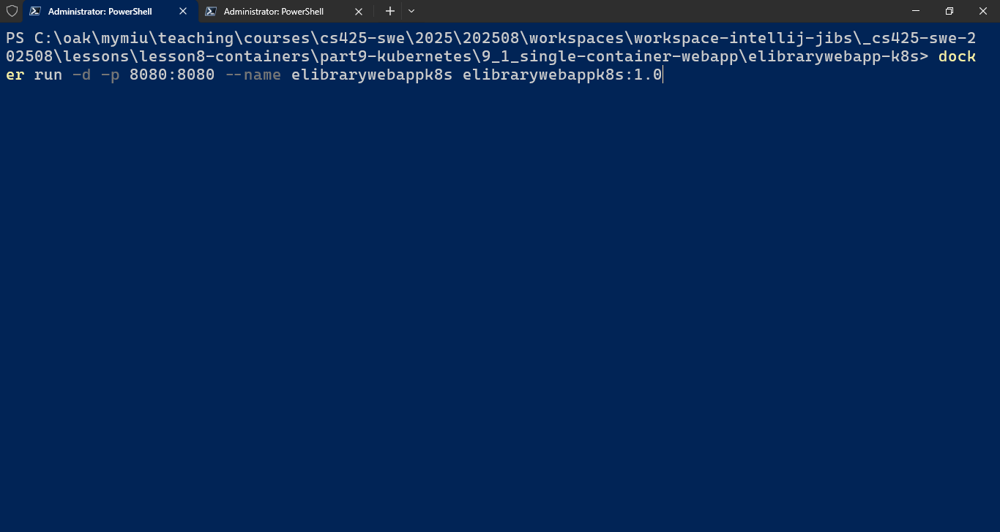 Administrator: PowerShell
Administrator: PowerShell
PS C:\oak\mymiu\teaching\courses\cs425-swe\2025\202508\workspaces\workspace-intellij-jibs\_cs425-swe-2
02508\lessons\lesson8-containers\part9-kubernetes\9_1_single-container-webapp\elibrarywebapp-k8s> dock
er run -d -p 8080:8080 --name elibrarywebappk8s elibrarywebappk8s:1.0